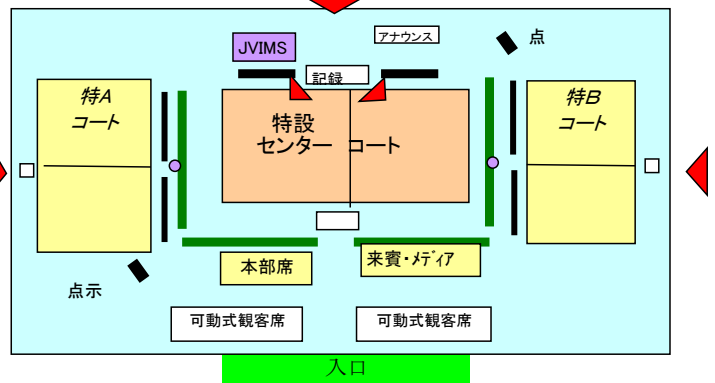 アナウンス
点
JVIMS
記録
特A
コート
特設
センター コート
特B
コート
本部席
来賓・メディア
点示
可動式観客席
可動式観客席
入口